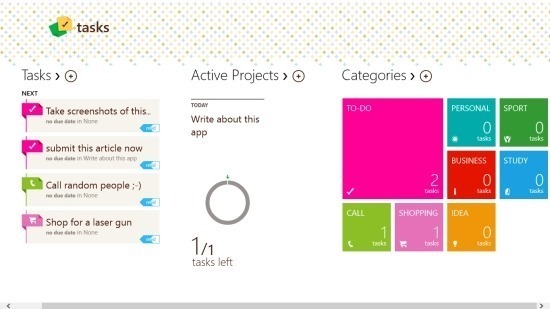 tasks
Tasks >
NEXT
Take screenshots of this..
no due date in None
next
submit this article now
no due date in Write about this app
next
Call random people ;-)
no due date in None
next
Shop for a laser gun
no due date in None
next
Active Projects >
TODAY
Write about this
app
1/1
tasks left
Categories >
TO-DO
2
tasks
PERSONAL
0
tasks
SPORT
0
tasks
BUSINESS
0
tasks
STUDY
0
tasks
CALL
1
tasks
SHOPPING
1
tasks
IDEA
0
tasks